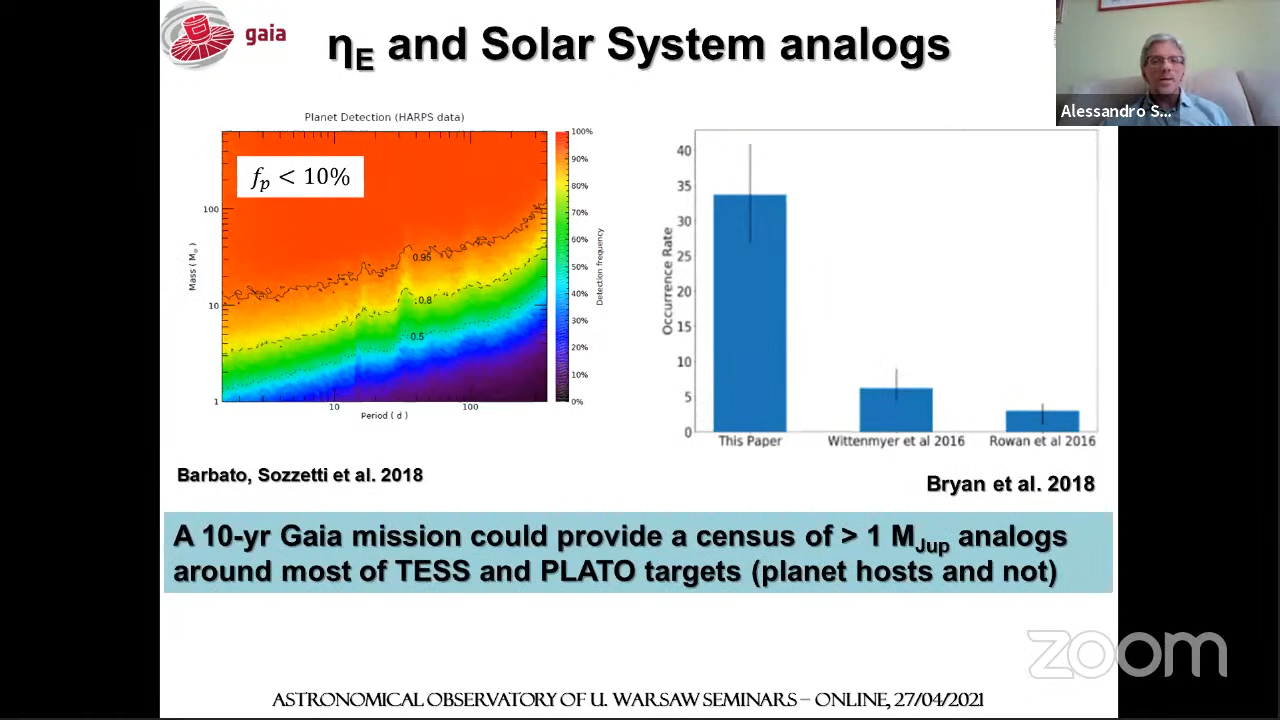 gaia
ηE and Solar System analogs
Alessandro S...
Planet Detection (HARPS data)
fp < 10%
100
10
1
Mass ( M⊕ )
0.95
0.8
0.5
10
100
Period ( d )
100%
90%
80%
70%
60%
50%
40%
30%
20%
10%
0%
Detection frequency
40
35
30
25
20
15
10
5
0
Occurrence Rate
This Paper
Wittenmyer et al 2016
Rowan et al 2016
Barbato, Sozzetti et al. 2018
Bryan et al. 2018
A 10-yr Gaia mission could provide a census of > 1 MJup analogs
around most of TESS and PLATO targets (planet hosts and not)
zoom
ASTRONOMICAL OBSERVATORY OF U. WARSAW SEMINARS – ONLINE, 27/04/2021